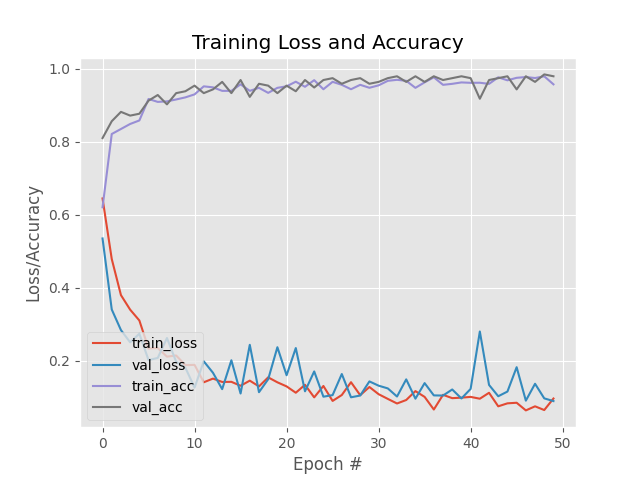 Training Loss and Accuracy
1.0
0.8
0.6
0.4
0.2
Loss/Accuracy
train_loss
val_loss
train_acc
val_acc
0 10 20 30 40 50
Epoch #